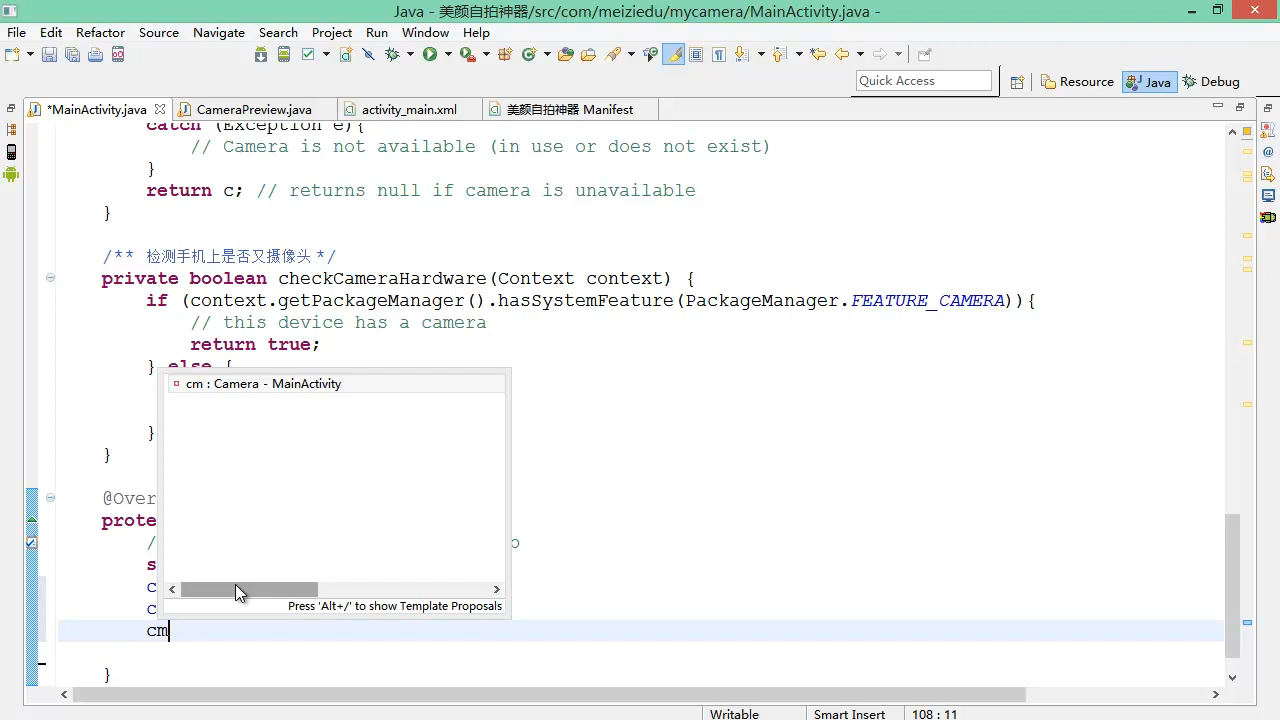 Java - 美颜自拍神器/src/com/meiziedu/mycamera/MainActivity.java -
File Edit Refactor Source Navigate Search Project Run Window Help
Quick Access Resource Java Debug
*MainActivity.java CameraPreview.java activity_main.xml 美颜自拍神器 Manifest
catch (Exception e){
// Camera is not available (in use or does not exist)
}
return c; // returns null if camera is unavailable
}
/** 检测手机上是否又摄像头 */
private boolean checkCameraHardware(Context context) {
if (context.getPackageManager().hasSystemFeature(PackageManager.FEATURE_CAMERA)){
// this device has a camera
return true;
} else {
cm : Camera - MainActivity
}
}
@Over
prote
/ o
s
c
c
Press 'Alt+/' to show Template Proposals
cm
}
Writable Smart Insert 108 : 11